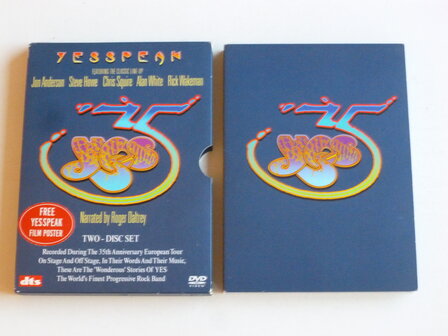 YESSPEAK
FEATURING THE CLASSIC LINE UP
Jon Anderson Steve Howe Chris Squire Alan White Rick Wakeman
35
YES
FREE
YESSPEAK
FILM POSTER
Narrated by Roger Daltrey
TWO - DISC SET
Recorded During The 35th Anniversary European Tour
On Stage And Off Stage, In Their Words And Their Music,
These Are The 'Wonderous' Stories Of YES
The World's Finest Progressive Rock Band
dts
DVD
VIDEO
35
YES